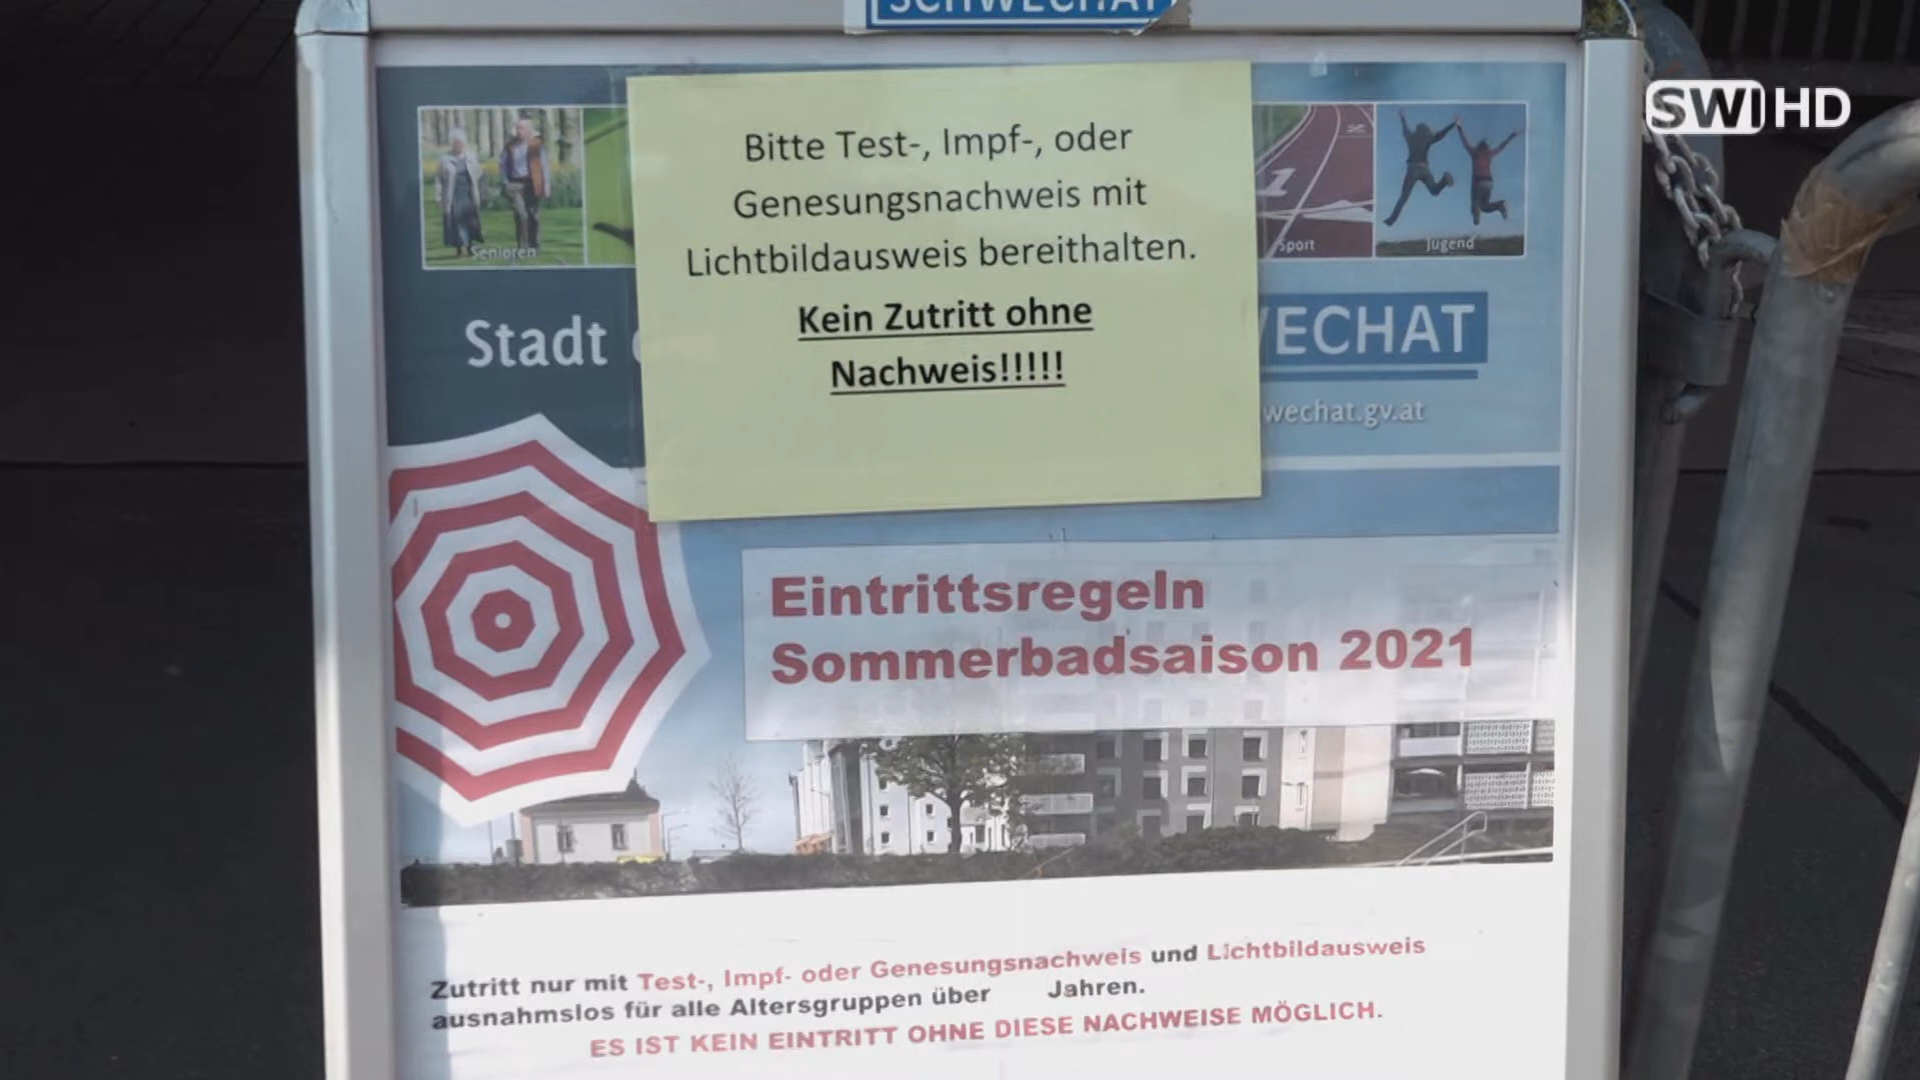 SCHWECHAT
SWI HD
Bitte Test-, Impf-, oder
Genesungsnachweis mit
Lichtbildausweis bereithalten.
Kein Zutritt ohne
Nachweis!!!!!
Senioren
Sport
Jugend
1
Stadt
WECHAT
wechat.gv.at
Eintrittsregeln
Sommerbadsaison 2021
Zutritt nur mit Test-, Impf- oder Genesungsnachweis und Lichtbildausweis
ausnahmslos für alle Altersgruppen über Jahren.
ES IST KEIN EINTRITT OHNE DIESE NACHWEISE MÖGLICH.